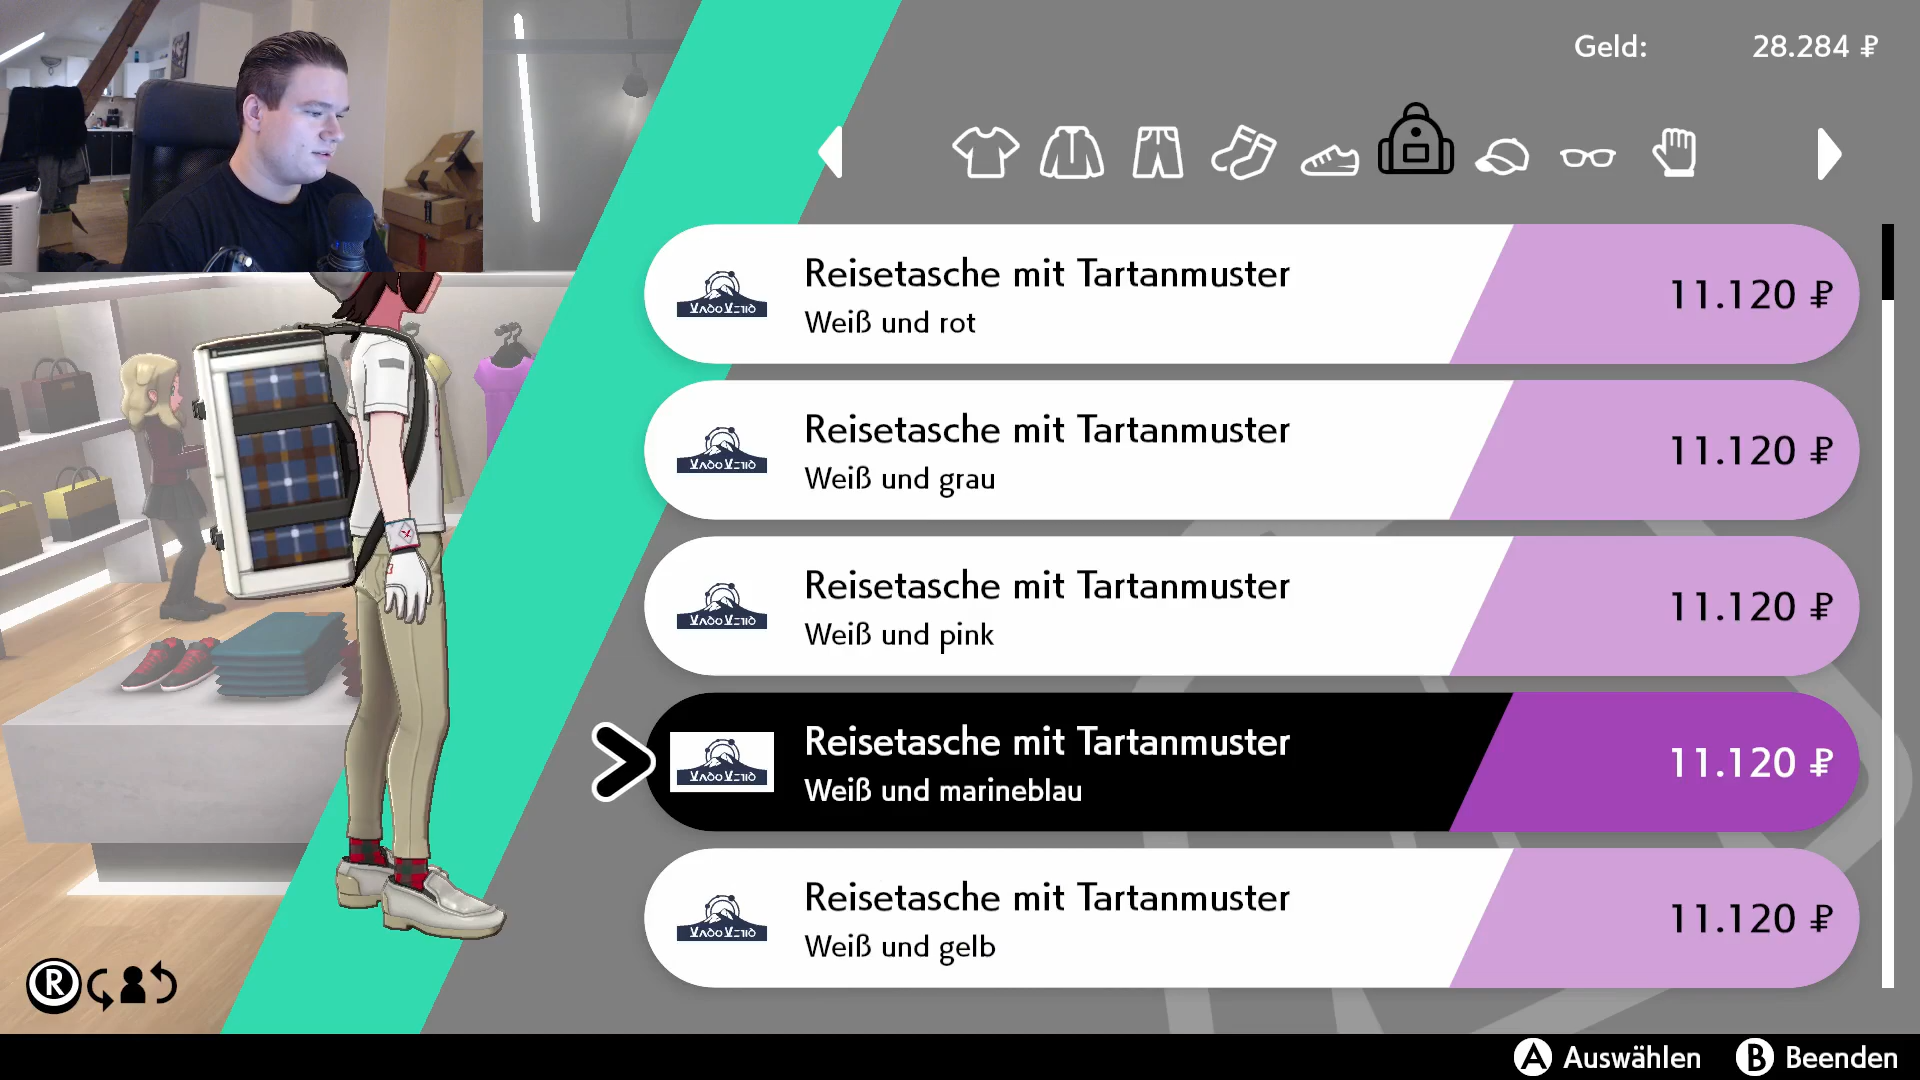 Geld: 28.284 ₽
Reisetasche mit Tartanmuster
Weiß und rot
11.120 ₽
Reisetasche mit Tartanmuster
Weiß und grau
11.120 ₽
Reisetasche mit Tartanmuster
Weiß und pink
11.120 ₽
Reisetasche mit Tartanmuster
Weiß und marineblau
11.120 ₽
Reisetasche mit Tartanmuster
Weiß und gelb
11.120 ₽
R
A Auswählen B Beenden